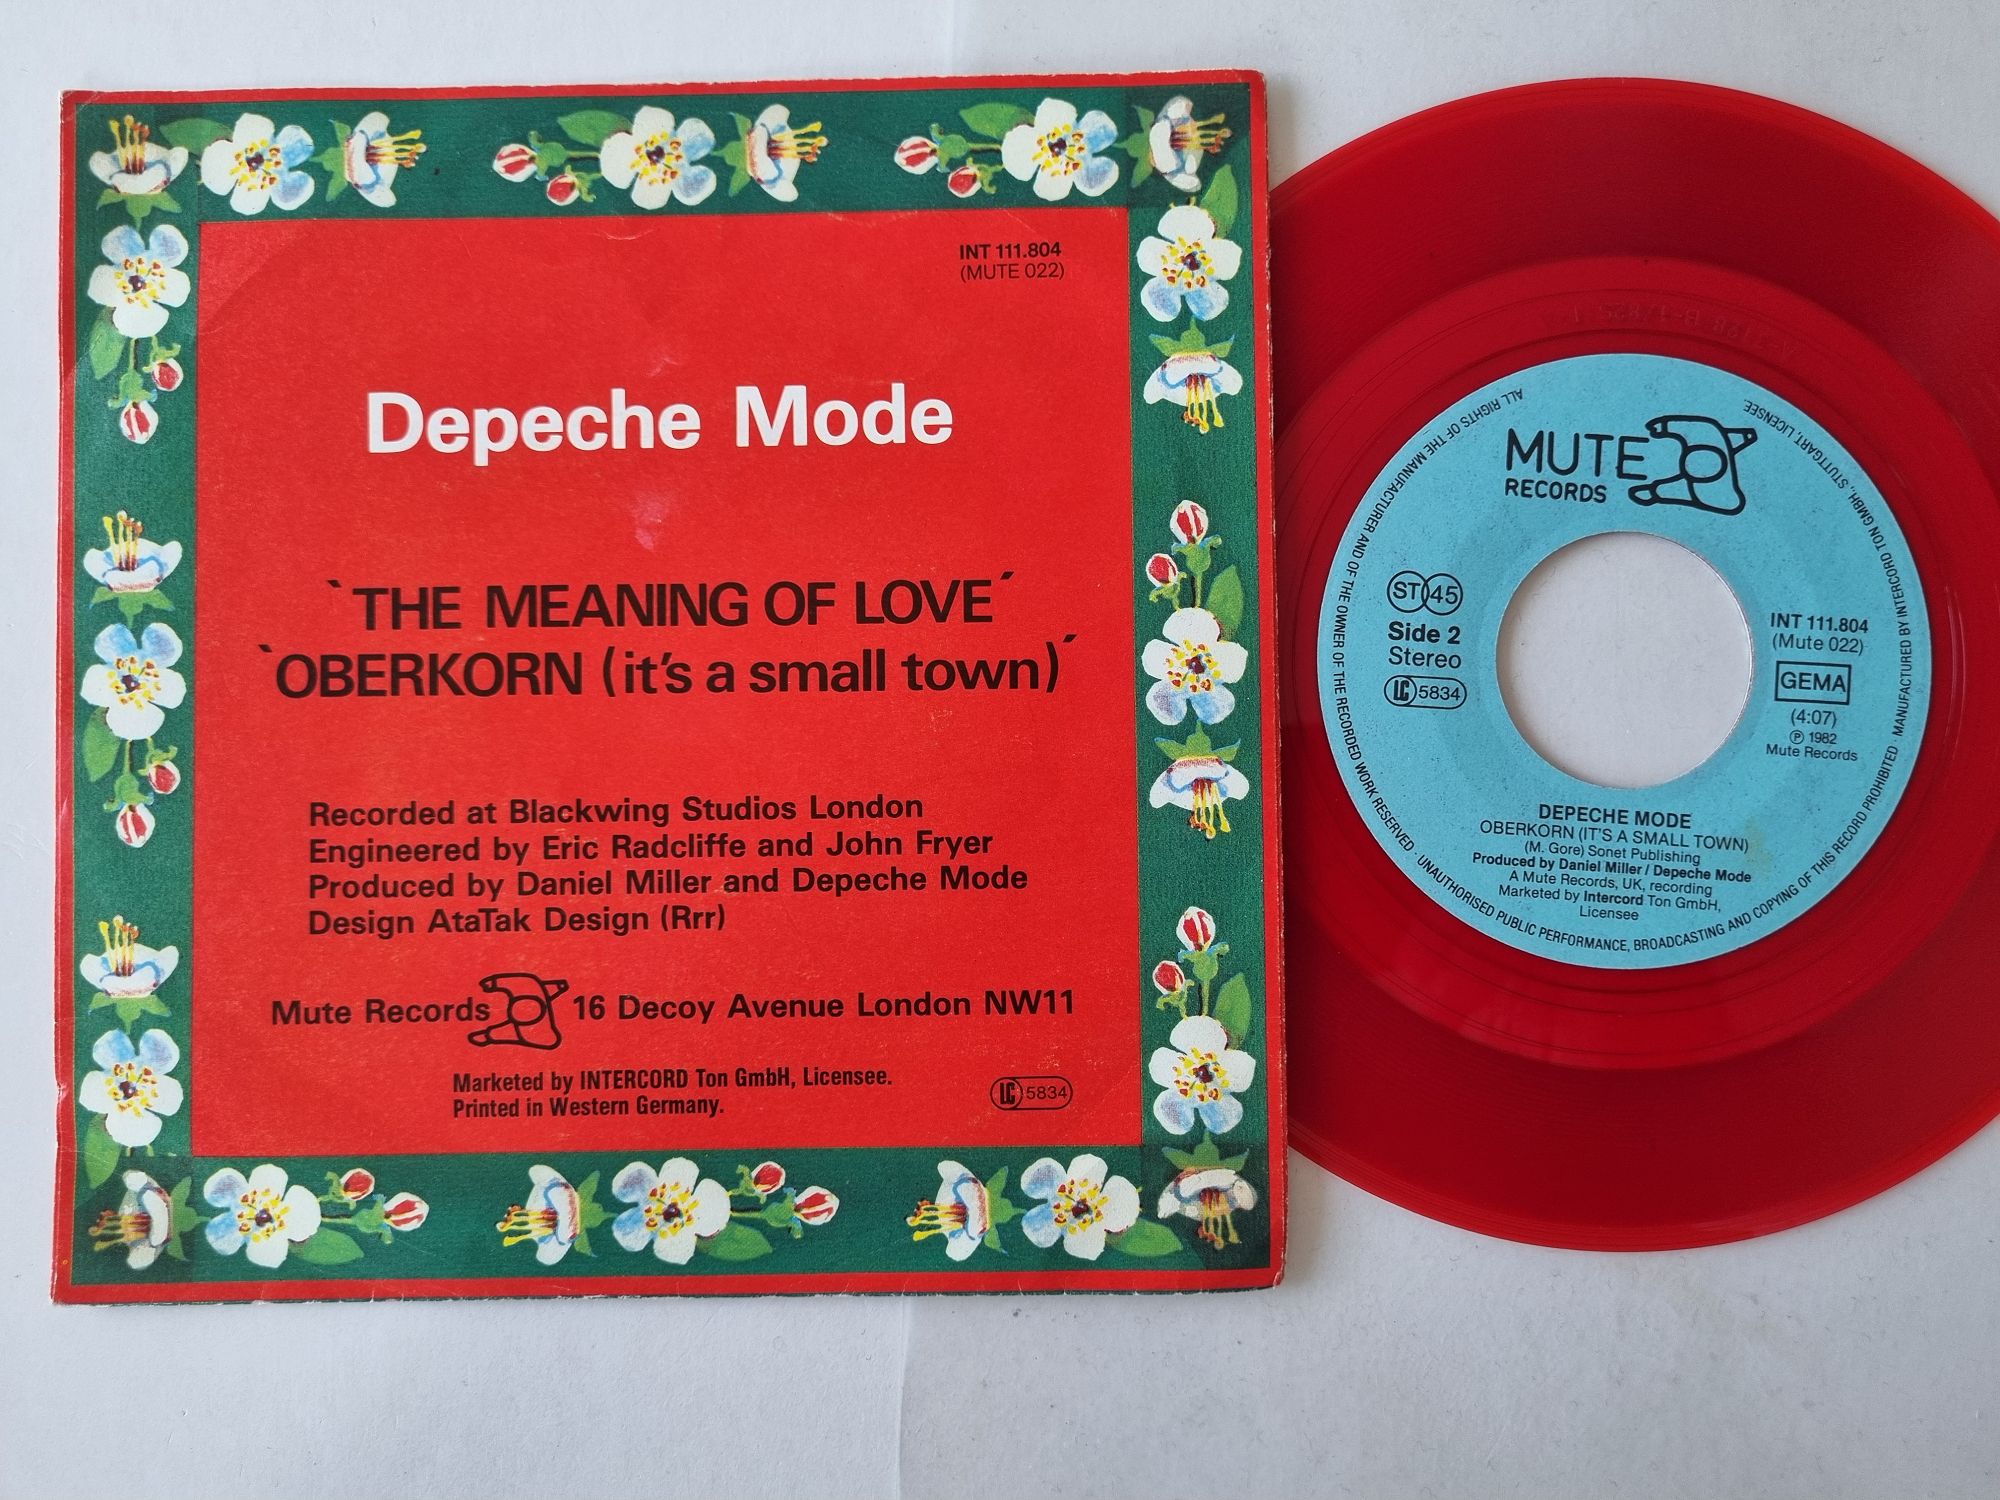 INT 111.804
(MUTE 022)
Depeche Mode
`THE MEANING OF LOVE´
`OBERKORN (it's a small town)´
Recorded at Blackwing Studios London
Engineered by Eric Radcliffe and John Fryer
Produced by Daniel Miller and Depeche Mode
Design AtaTak Design (Rrr)
Mute Records 16 Decoy Avenue London NW11
Marketed by INTERCORD Ton GmbH, Licensee.
Printed in Western Germany.
LC 5834
MUTE
RECORDS
ST 45
Side 2
Stereo
LC 5834
INT 111.804
(Mute 022)
GEMA
(4:07)
℗ 1982
Mute Records
DEPECHE MODE
OBERKORN (IT'S A SMALL TOWN)
(M. Gore) Sonet Publishing
Produced by Daniel Miller / Depeche Mode
A Mute Records, UK, recording
Marketed by Intercord Ton GmbH,
Licensee
ALL RIGHTS OF THE MANUFACTURER AND OF THE OWNER OF THE RECORDED WORK RESERVED · UNAUTHORISED PUBLIC PERFORMANCE, BROADCASTING AND COPYING OF THIS RECORD PROHIBITED · MANUFACTURED BY INTERCORD TON GMBH, STUTTGART, LICENSEE.